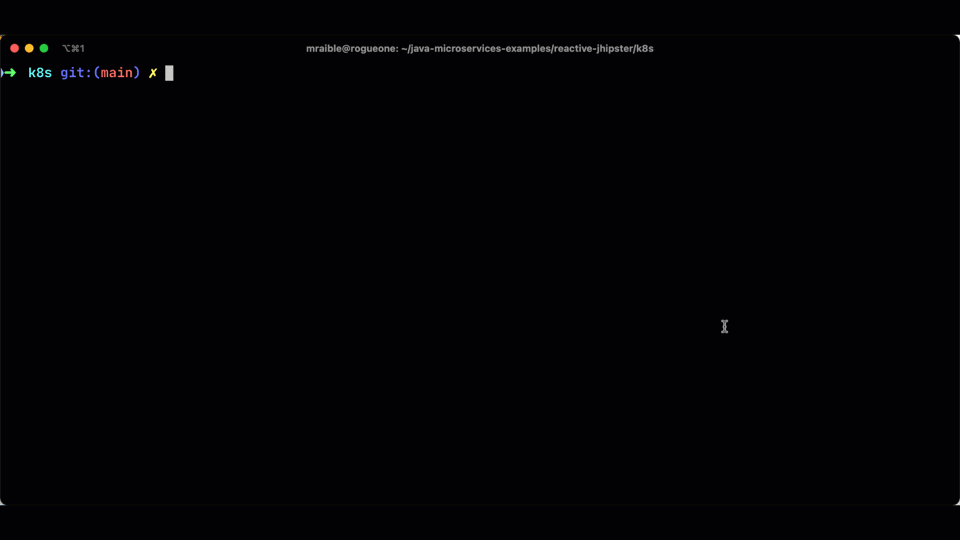 ⌥⌘1 mraible@rogueone: ~/java-microservices-examples/reactive-jhipster/k8s
➜ k8s git:(main) ✗